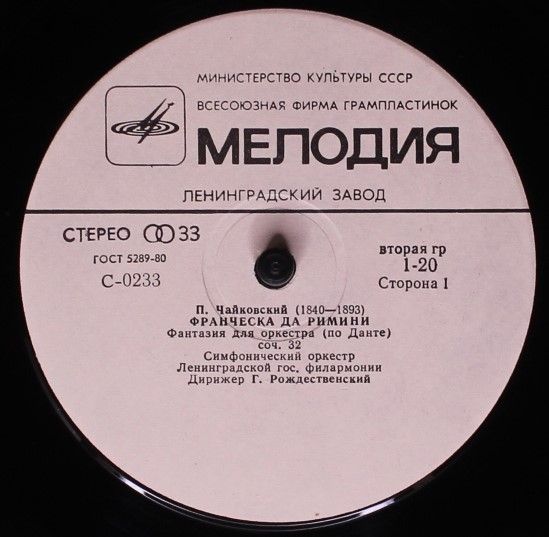 МИНИСТЕРСТВО КУЛЬТУРЫ СССР
ВСЕСОЮЗНАЯ ФИРМА ГРАМПЛАСТИНОК
МЕЛОДИЯ
ЛЕНИНГРАДСКИЙ ЗАВОД
СТЕРЕО 33
ГОСТ 5289-80
С-0233
вторая гр
1-20
Сторона I
П. Чайковский (1840—1893)
ФРАНЧЕСКА ДА РИМИНИ
Фантазия для оркестра (по Данте)
соч. 32
Симфонический оркестр
Ленинградской гос. филармонии
Дирижер Г. Рождественский